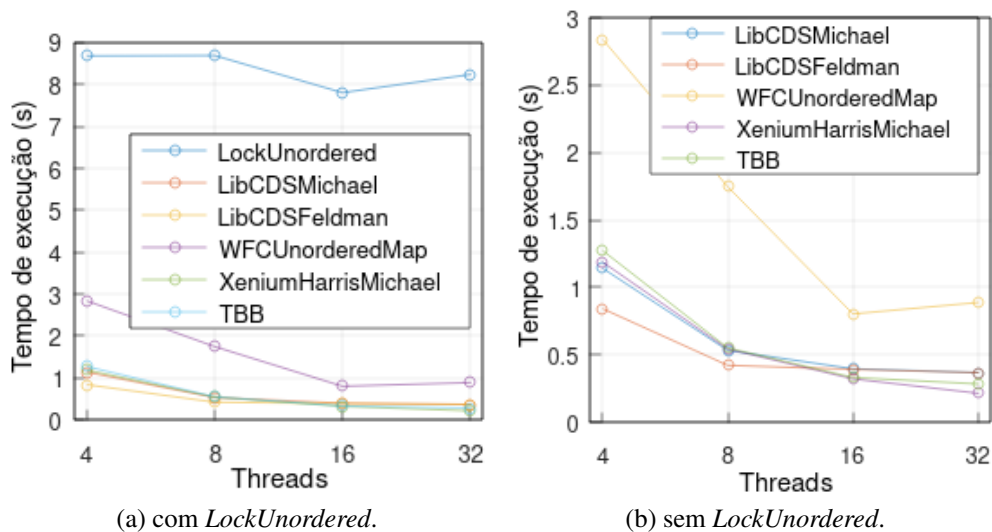 9
8
7
6
5
4
3
2
1
0
Tempo de execução (s)
LockUnordered
LibCDSMichael
LibCDSFeldman
WFCUnorderedMap
XeniumHarrisMichael
TBB
4 8 16 32
Threads
(a) com LockUnordered.
3
2.5
2
1.5
1
0.5
0
Tempo de execução (s)
LibCDSMichael
LibCDSFeldman
WFCUnorderedMap
XeniumHarrisMichael
TBB
4 8 16 32
Threads
(b) sem LockUnordered.